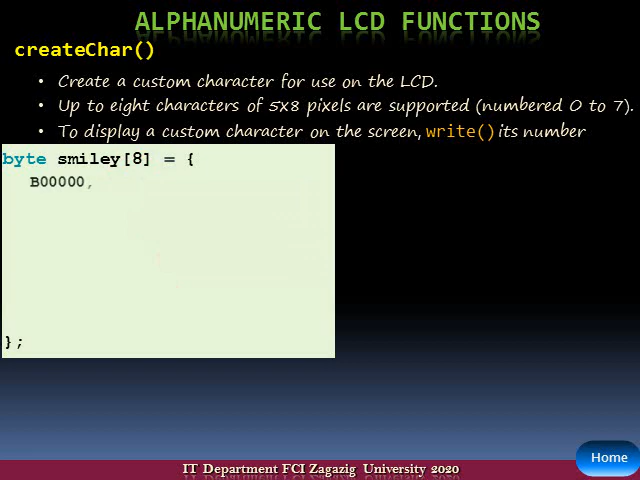 ALPHANUMERIC LCD FUNCTIONS
createChar()
• Create a custom character for use on the LCD.
• Up to eight characters of 5x8 pixels are supported (numbered 0 to 7).
• To display a custom character on the screen, write() its number
byte smiley[8] = {
B00000,
};
Home
IT Department FCI Zagazig University 2020